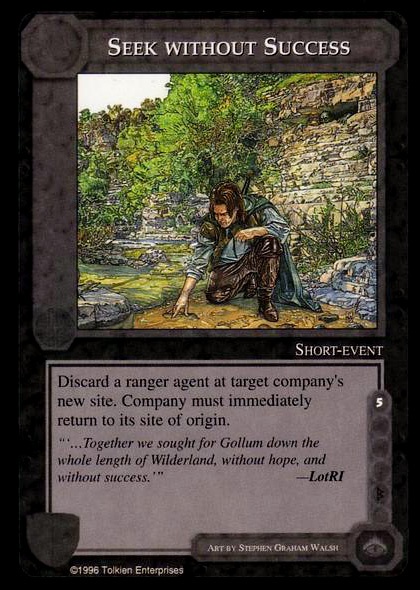 SEEK WITHOUT SUCCESS
SHORT-EVENT
Discard a ranger agent at target company's
new site. Company must immediately
return to its site of origin.
5
“‘…Together we sought for Gollum down the
whole length of Wilderland, without hope, and
without success.’” —LotRI
ART BY STEPHEN GRAHAM WALSH
©1996 Tolkien Enterprises